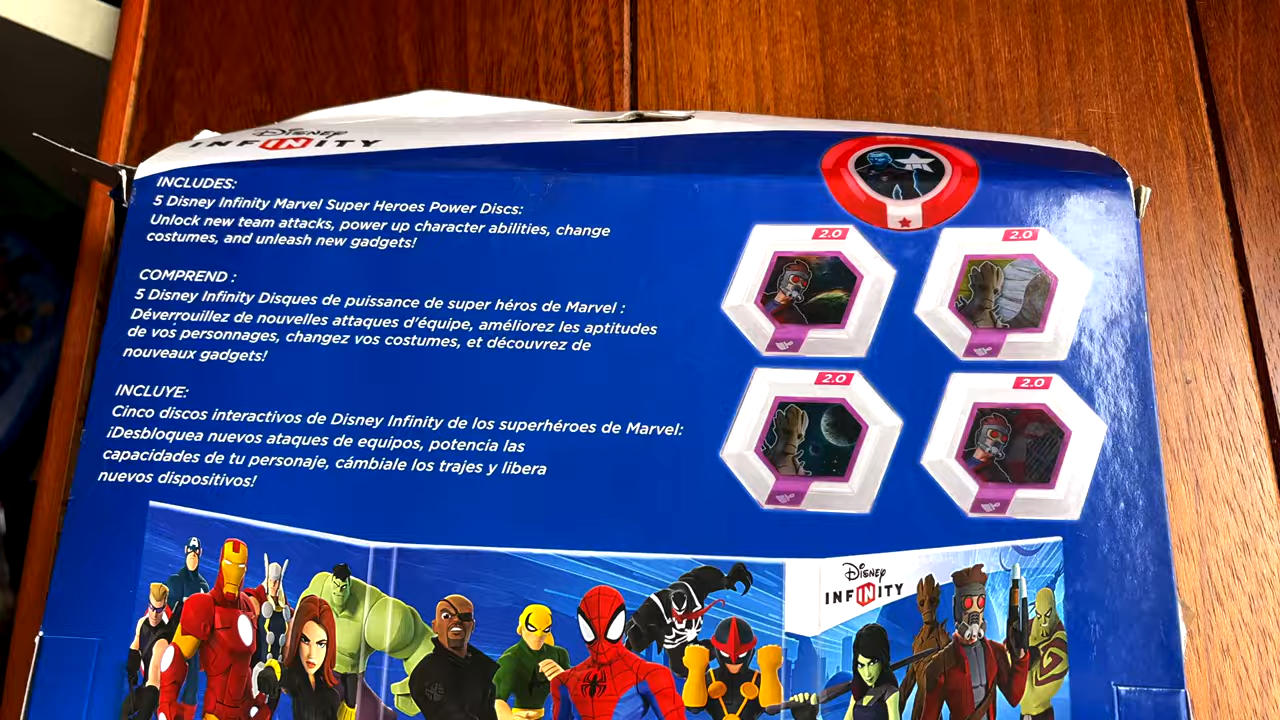 DISNEY
INFINITY
INCLUDES:
5 Disney Infinity Marvel Super Heroes Power Discs:
Unlock new team attacks, power up character abilities, change
costumes, and unleash new gadgets!
COMPREND :
5 Disney Infinity Disques de puissance de super héros de Marvel :
Déverrouillez de nouvelles attaques d'équipe, améliorez les aptitudes
de vos personnages, changez vos costumes, et découvrez de
nouveaux gadgets!
INCLUYE:
Cinco discos interactivos de Disney Infinity de los superhéroes de Marvel:
¡Desbloquea nuevos ataques de equipos, potencia las
capacidades de tu personaje, cámbiale los trajes y libera
nuevos dispositivos!
2.0
2.0
2.0
2.0
DISNEY
INFINITY